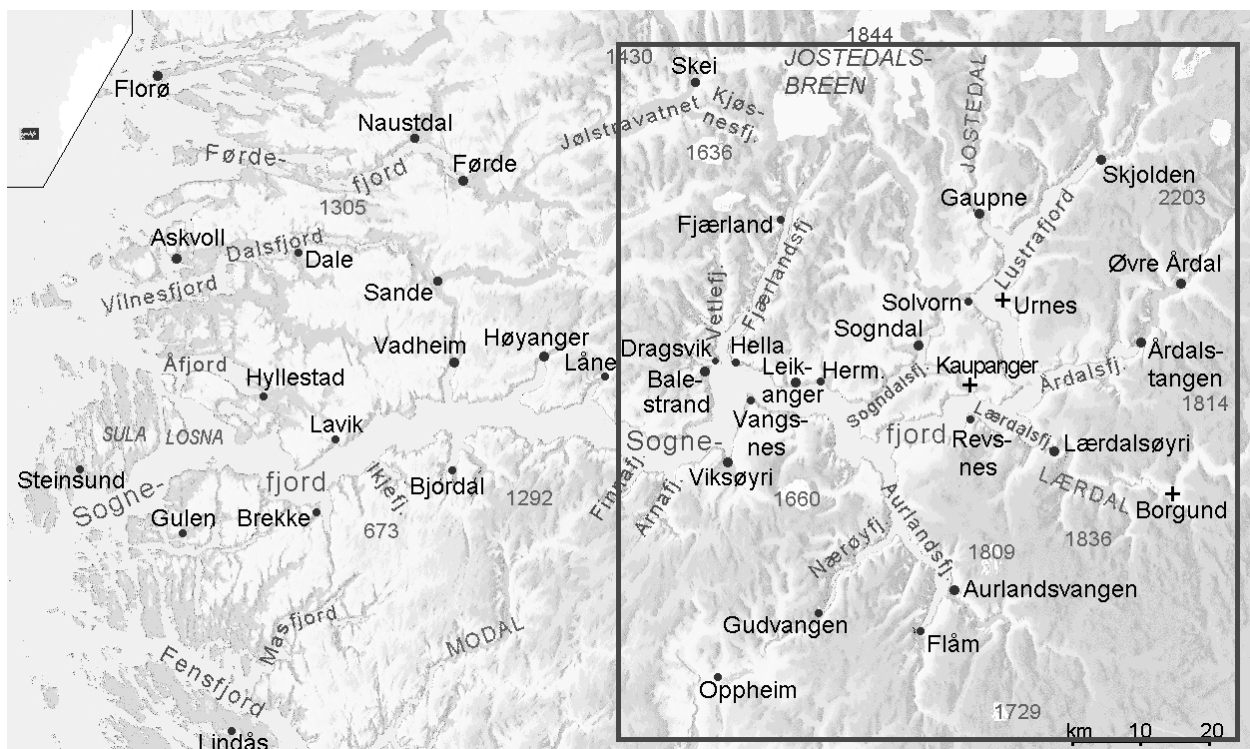 1844
1430
JOSTEDALS-
BREEN
Skei
Florø
Kjøs-
nesfj.
Jølstravatnet
Naustdal
1636
Førde-
fjord
Førde
JOSTEDAL
Skjolden
2203
1305
Gaupne
Fjærland
Fjærlandsfj.
Lustrafjord
Askvoll
Dalsfjord
Dale
Vilnesfjord
Sande
Vetlefj.
Øvre Årdal
Solvorn
Urnes
Sogndal
Høyanger
Vadheim
Låne
Dragsvik
Hella
Bale-
strand
Leik-
anger
Herm.
Kaupanger
Årdalsfj.
Årdals-
tangen
1814
Åfjord
Hyllestad
Vangs-
nes
Sogndalsfj.
Lavik
SULA
LOSNA
Sogne-
fjord
Revs-
nes
Lærdalsfj.
Lærdalsøyri
LÆRDAL
Borgund
Steinsund
Sogne-
fjord
Ikjefj.
Bjordal
1292
Finnafj.
Arnafj.
Viksøyri
1660
Gulen
Brekke
673
Aurlandsfj.
Nærøyfj.
1809
1836
Aurlandsvangen
Gudvangen
Flåm
Masfjord
MODAL
Fensfjord
Oppheim
1729
Lindås
km 10 20